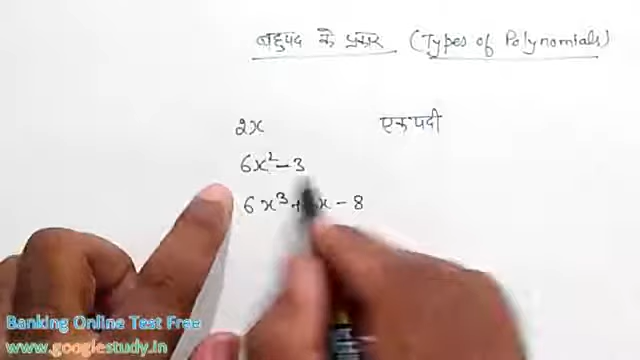 बहुपद के प्रकार (Types of Polynomials)
2x एकपदी
6x² - 3
6x³ + x - 8
Banking Online Test Free
www.googlestudy.in